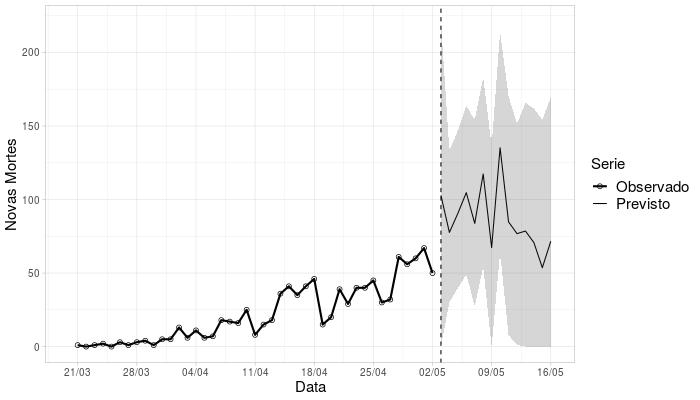 Novas Mortes
200
150
100
50
0
21/03 28/03 04/04 11/04 18/04 25/04 02/05 09/05 16/05
Data
Serie
Observado
Previsto